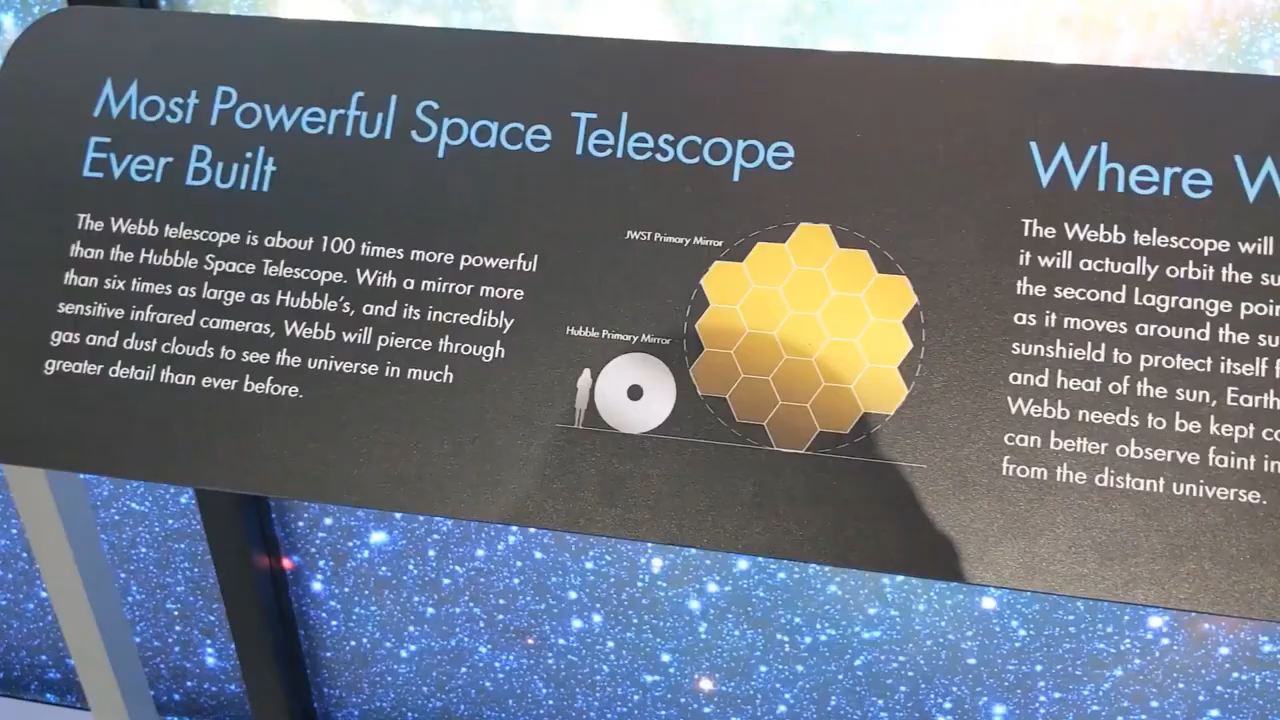 Most Powerful Space Telescope
Ever Built
The Webb telescope is about 100 times more powerful
than the Hubble Space Telescope. With a mirror more
than six times as large as Hubble's, and its incredibly
sensitive infrared cameras, Webb will pierce through
gas and dust clouds to see the universe in much
greater detail than ever before.
JWST Primary Mirror
Hubble Primary Mirror
Where
The Webb telescope will
it will actually orbit the
the second Lagrange
as it moves around the
sunshield to protect itself
and heat of the sun, Earth
Webb needs to be kept
can better observe faint
from the distant universe.